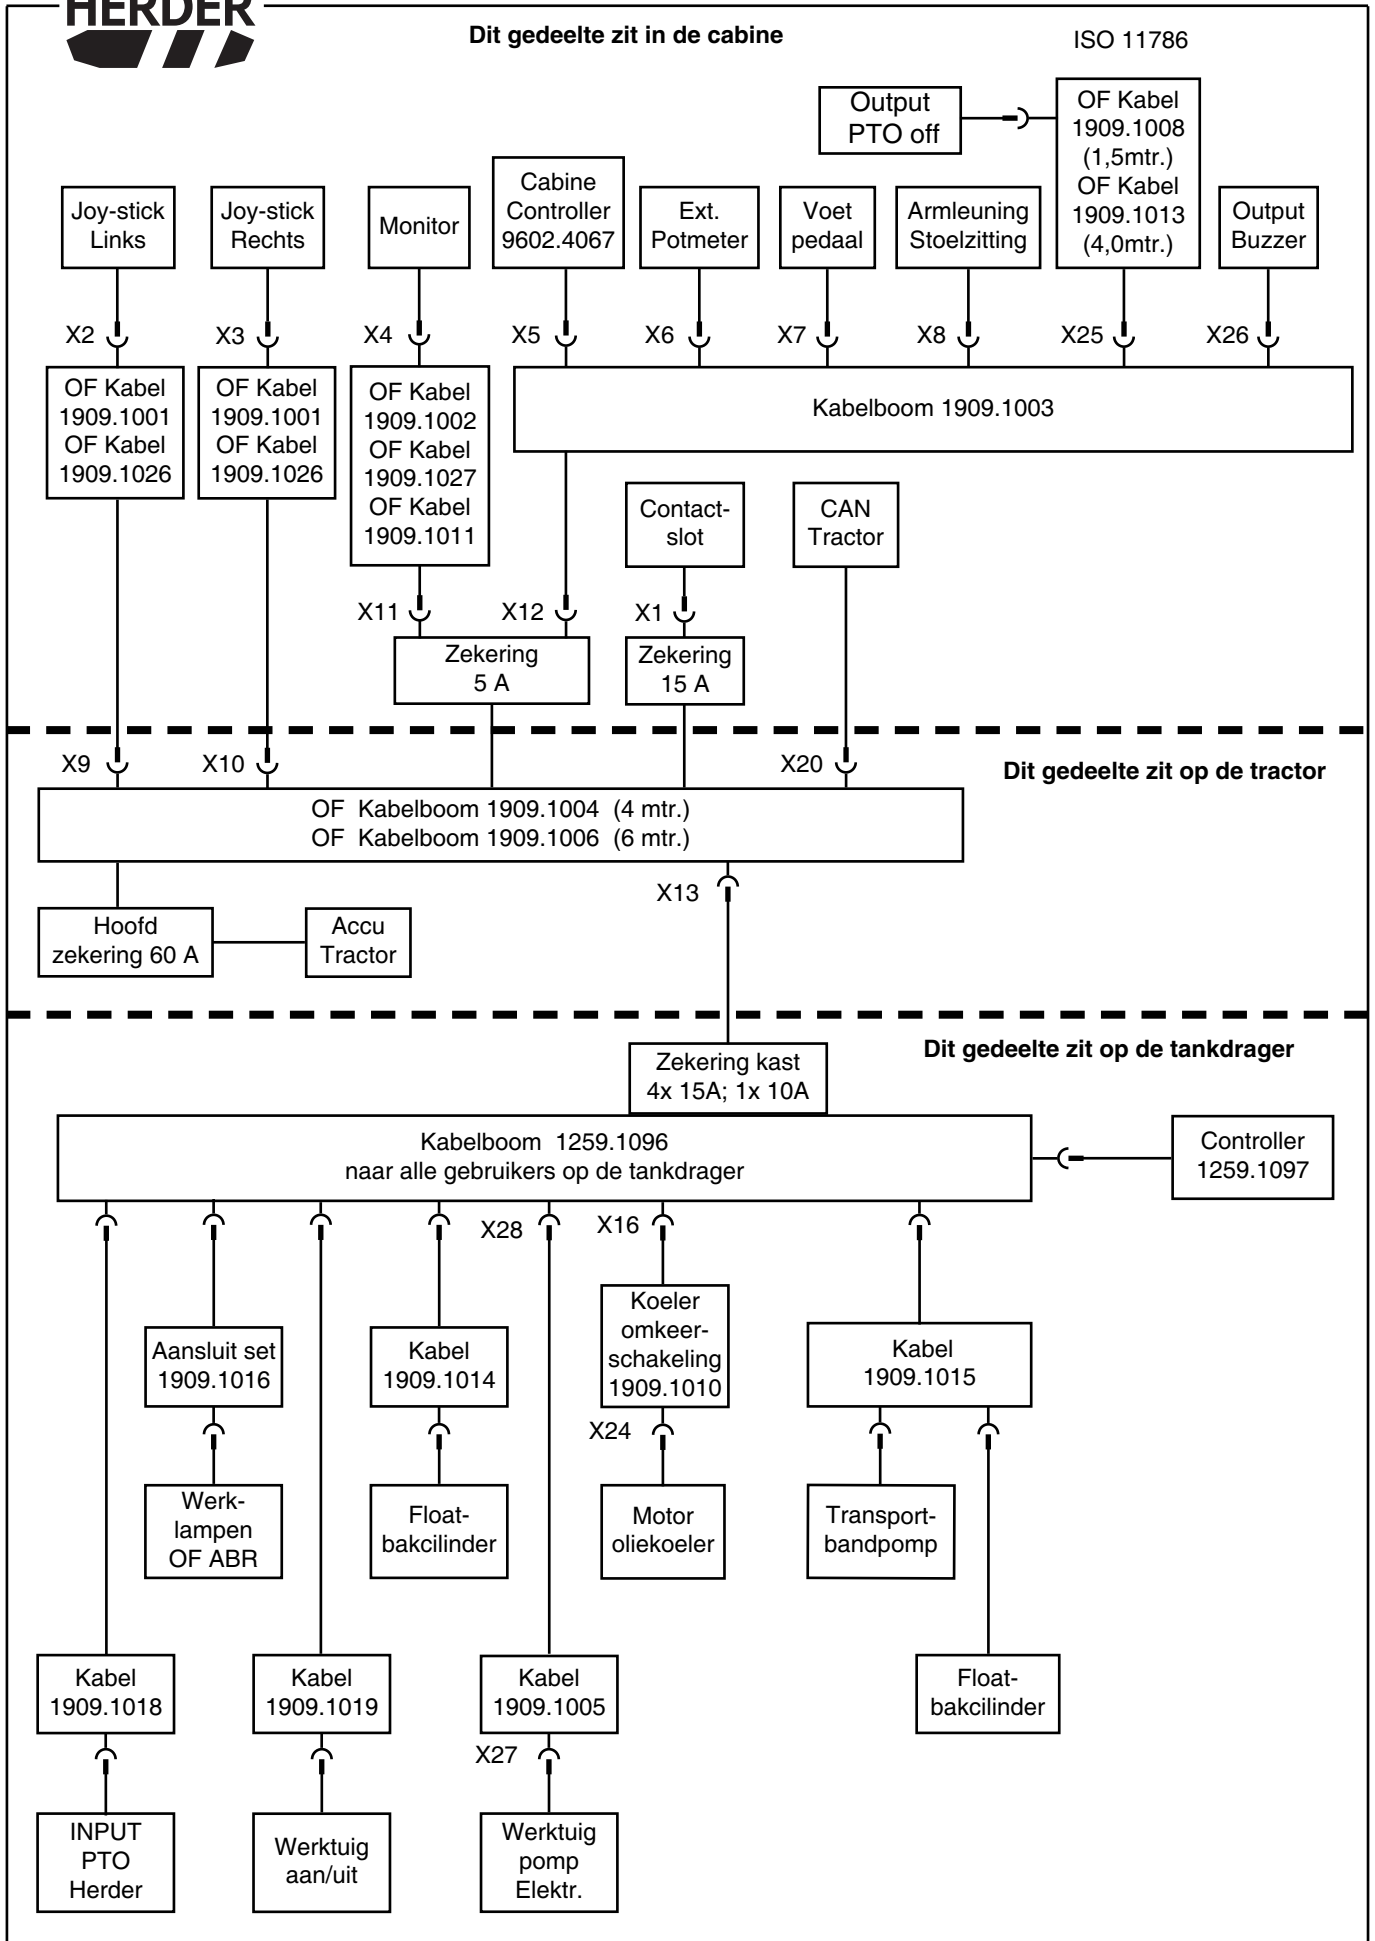 HERDER
Dit gedeelte zit in de cabine
ISO 11786
Output
PTO off
OF Kabel
1909.1008
(1,5mtr.)
OF Kabel
1909.1013
(4,0mtr.)
Joy-stick
Links
Joy-stick
Rechts
Monitor
Cabine
Controller
9602.4067
Ext.
Potmeter
Voet
pedaal
Armleuning
Stoelzitting
Output
Buzzer
X2
X3
X4
X5
X6
X7
X8
X25
X26
OF Kabel
1909.1001
OF Kabel
1909.1026
OF Kabel
1909.1001
OF Kabel
1909.1026
OF Kabel
1909.1002
OF Kabel
1909.1027
OF Kabel
1909.1011
Kabelboom 1909.1003
Contact-
slot
CAN
Tractor
X11
X12
X1
Zekering
5 A
Zekering
15 A
X9
X10
X20
Dit gedeelte zit op de tractor
OF Kabelboom 1909.1004 (4 mtr.)
OF Kabelboom 1909.1006 (6 mtr.)
X13
Hoofd
zekering 60 A
Accu
Tractor
Dit gedeelte zit op de tankdrager
Zekering kast
4x 15A; 1x 10A
Kabelboom 1259.1096
naar alle gebruikers op de tankdrager
Controller
1259.1097
X28
X16
Aansluit set
1909.1016
Kabel
1909.1014
Koeler
omkeer-
schakeling
1909.1010
Kabel
1909.1015
X24
Werk-
lampen
OF ABR
Float-
bakcilinder
Motor
oliekoeler
Transport-
bandpomp
Kabel
1909.1018
Kabel
1909.1019
Kabel
1909.1005
Float-
bakcilinder
X27
INPUT
PTO
Herder
Werktuig
aan/uit
Werktuig
pomp
Elektr.